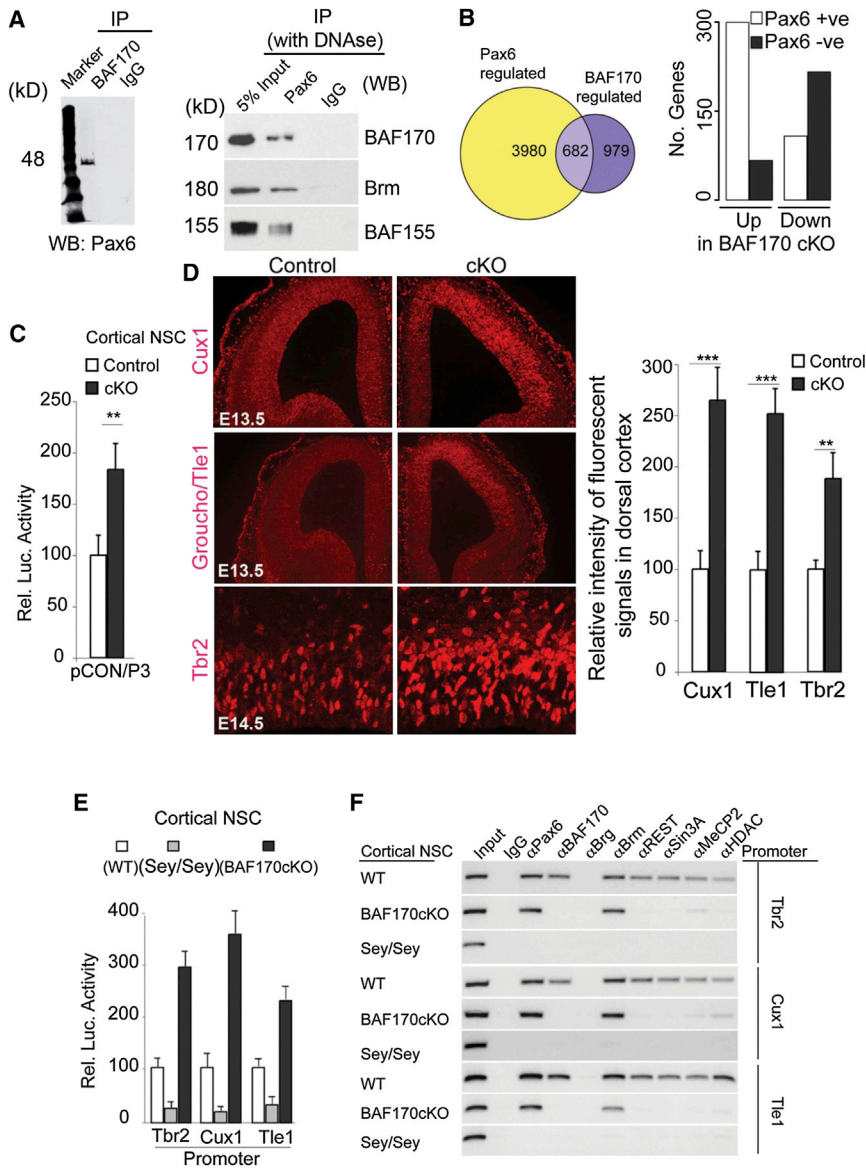 A
IP
Marker
BAF170
IgG
(kD)
48
WB: Pax6
IP
(with DNAse)
5% Input
Pax6
IgG
(WB)
(kD)
170
BAF170
180
Brm
155
BAF155
B
Pax6
regulated
BAF170
regulated
3980
682
979
No. Genes
300
150
0
Pax6 +ve
Pax6 -ve
Up
Down
in BAF170 cKO
C
Cortical NSC
Control
cKO
Rel. Luc. Activity
250
200
150
100
50
0
**
pCON/P3
D
Control
cKO
Cux1
E13.5
Groucho/Tle1
E13.5
Tbr2
E14.5
Relative intensity of fluorescent
signals in dorsal cortex
Control
cKO
300
250
200
150
100
50
0
***
***
**
Cux1
Tle1
Tbr2
E
Cortical NSC
(WT)(Sey/Sey)(BAF170cKO)
Rel. Luc. Activity
400
300
200
100
0
Tbr2
Cux1
Tle1
Promoter
F
Cortical NSC
Input
IgG
αPax6
αBAF170
αBrg
αBrm
αREST
αSin3A
αMeCP2
αHDAC
Promoter
WT
BAF170cKO
Sey/Sey
Tbr2
WT
BAF170cKO
Sey/Sey
Cux1
WT
BAF170cKO
Sey/Sey
Tle1